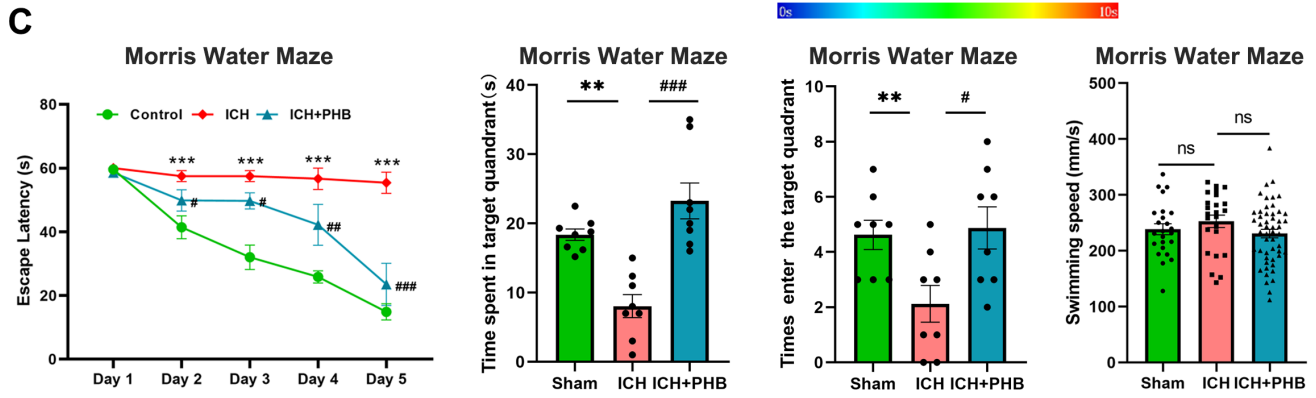 C
0s 10s
Morris Water Maze
Escape Latency (s)
80
60
40
20
0
Control ICH ICH+PHB
*** *** *** ***
# # ## ###
Day 1 Day 2 Day 3 Day 4 Day 5
Morris Water Maze
Time spent in target quandrant(s)
40
30
20
10
0
** ###
Sham ICH ICH+PHB
Morris Water Maze
Times enter the target quadrant
10
8
6
4
2
0
** #
Sham ICH ICH+PHB
Morris Water Maze
Swimming speed (mm/s)
500
400
300
200
100
0
ns
ns
Sham ICH ICH+PHB